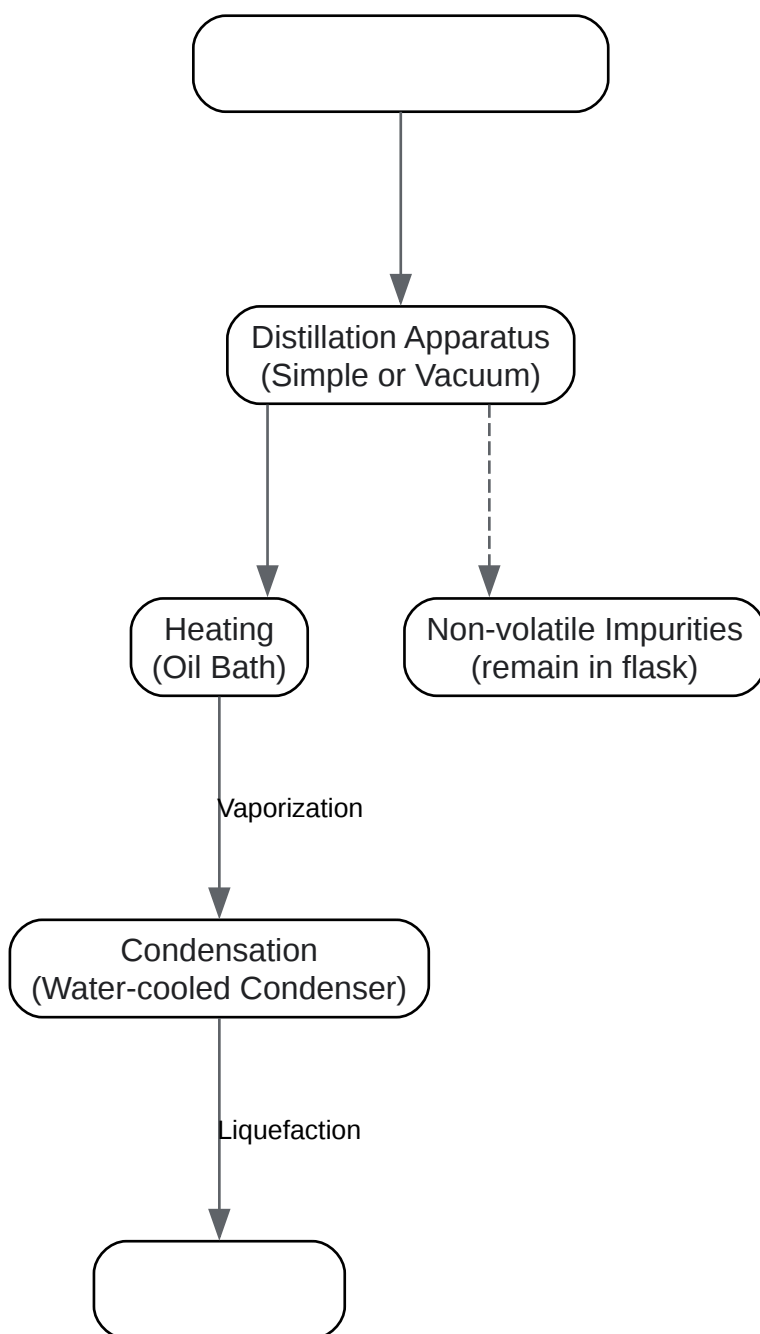 Distillation Apparatus
(Simple or Vacuum)
Heating
(Oil Bath)
Non-volatile Impurities
(remain in flask)
Vaporization
Condensation
(Water-cooled Condenser)
Liquefaction